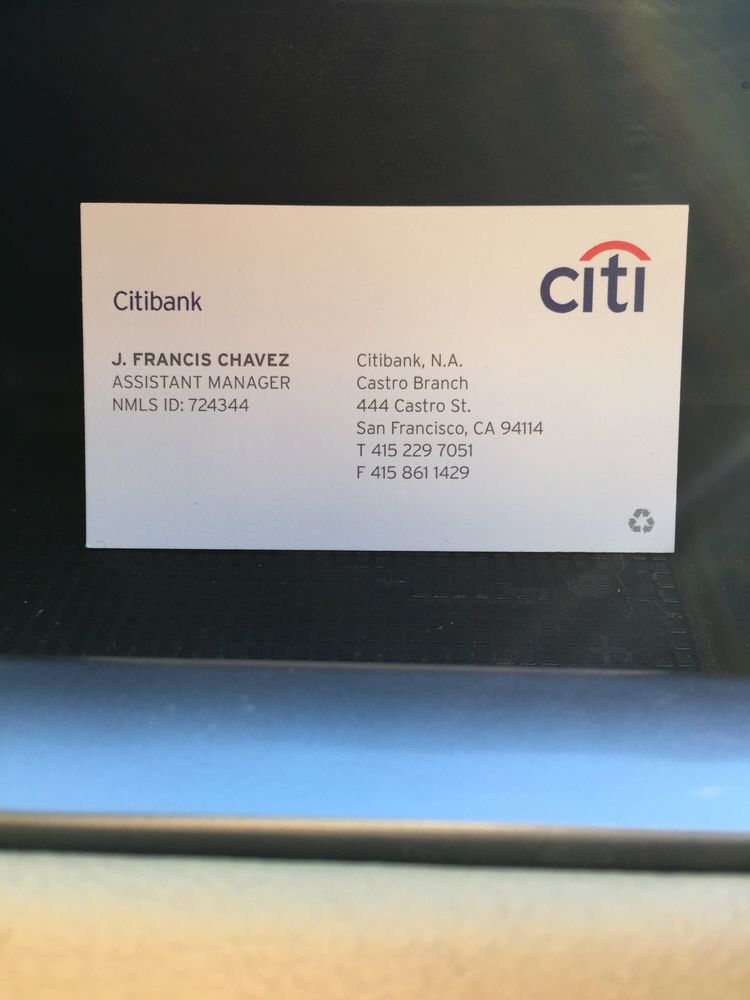 citi
Citibank
J. FRANCIS CHAVEZ
ASSISTANT MANAGER
NMLS ID: 724344
Citibank, N.A.
Castro Branch
444 Castro St.
San Francisco, CA 94114
T 415 229 7051
F 415 861 1429